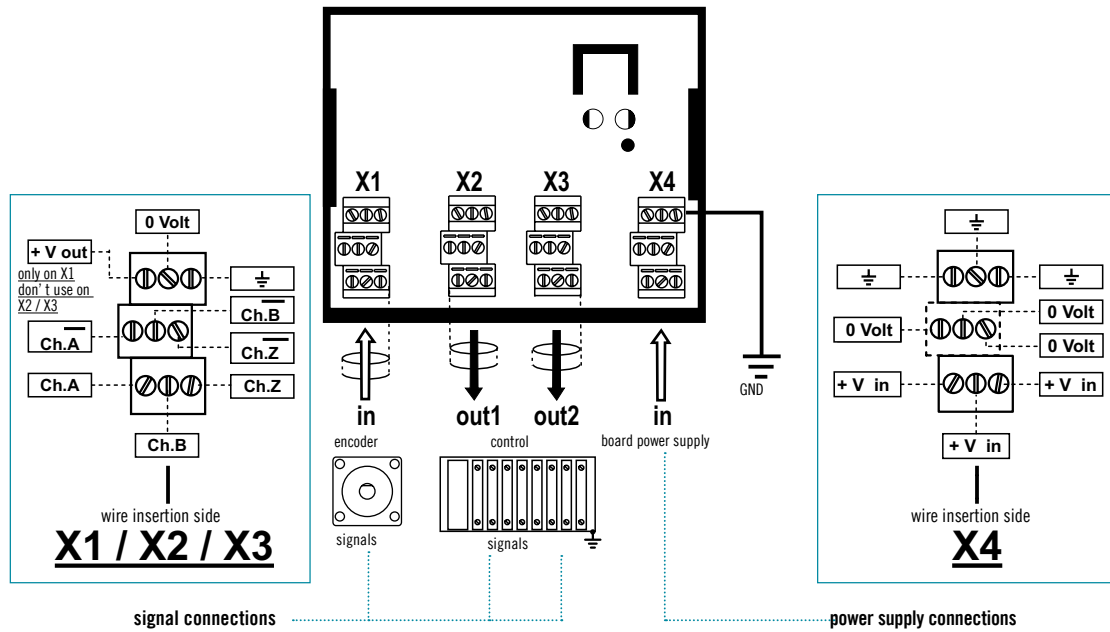 X1
X2
X3
X4
0 Volt
+ V out
only on X1
don' t use on
X2 / X3
Ch.B
Ch.A
Ch.Z
Ch.A
Ch.Z
Ch.B
wire insertion side
X1 / X2 / X3
in
out1
out2
in
encoder
control
board power supply
signals
signals
GND
0 Volt
0 Volt
0 Volt
+ V in
+ V in
+ V in
wire insertion side
X4
signal connections
power supply connections